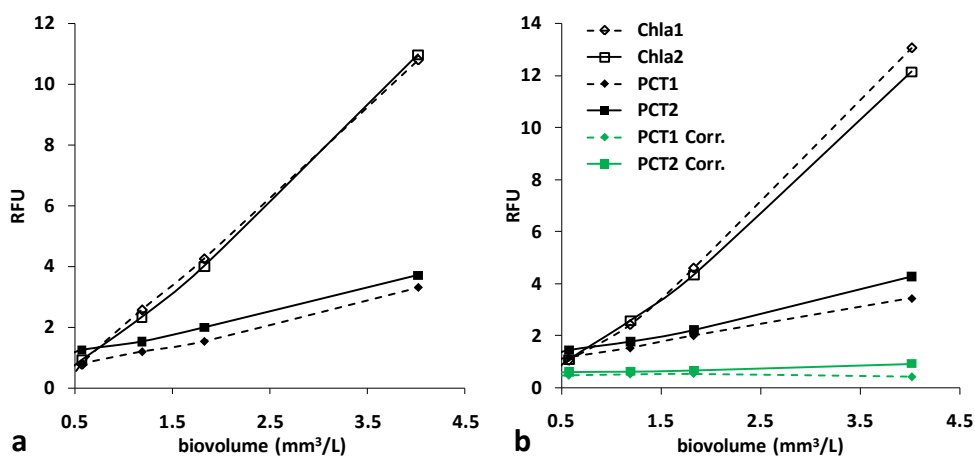 12
10
8
6
4
2
0
RFU
0.5
1.5
2.5
3.5
4.5
biovolume (mm³/L)
a
14
12
10
8
6
4
2
0
RFU
Chla1
Chla2
PCT1
PCT2
PCT1 Corr.
PCT2 Corr.
0.5
1.5
2.5
3.5
4.5
biovolume (mm³/L)
b